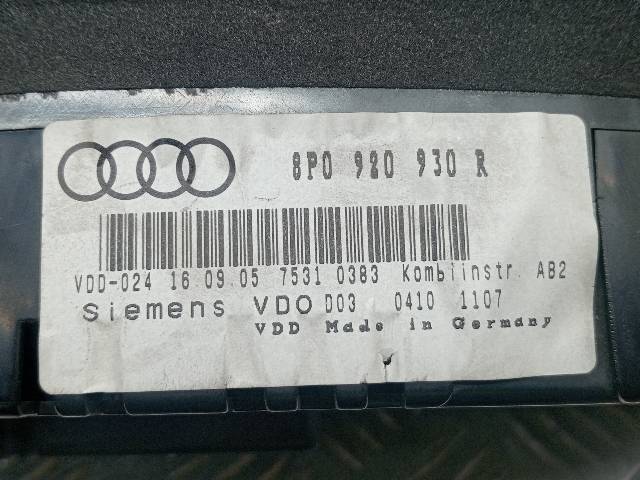 8P0 920 930 R
VDD-024 16.09.05 7531 0383 Kombiinstr. AB2
Siemens VDO D03 0410 1107
VDD Made in Germany